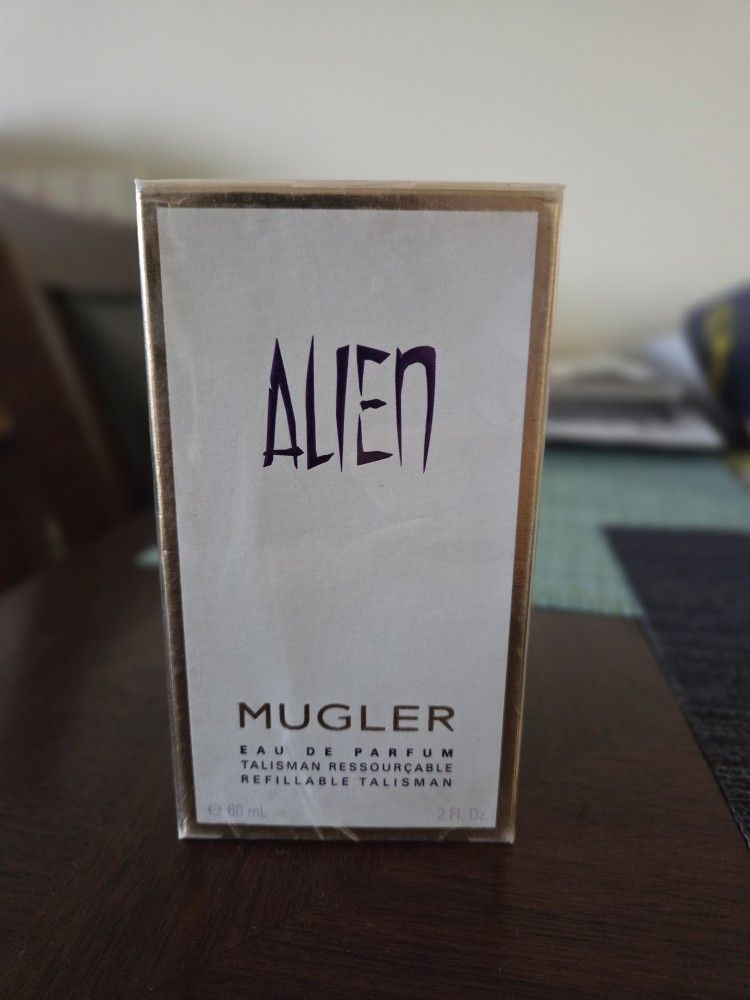 ALIEN
MUGLER
EAU DE PARFUM
TALISMAN RESSOURÇABLE
REFILLABLE TALISMAN
℮ 60 mL 2 Fl. Oz.